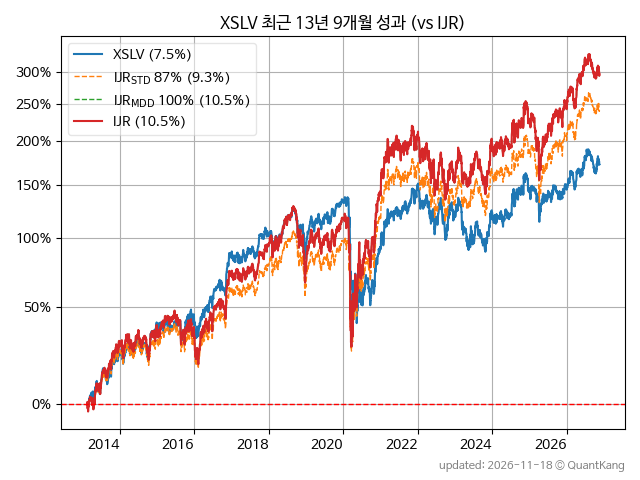 XSLV 최근 13년 9개월 성과 (vs IJR)
XSLV (7.5%)
IJR_STD 87% (9.3%)
IJR_MDD 100% (10.5%)
IJR (10.5%)
300%
250%
200%
150%
100%
50%
0%
2014 2016 2018 2020 2022 2024 2026
updated: 2026-11-18 © QuantKang